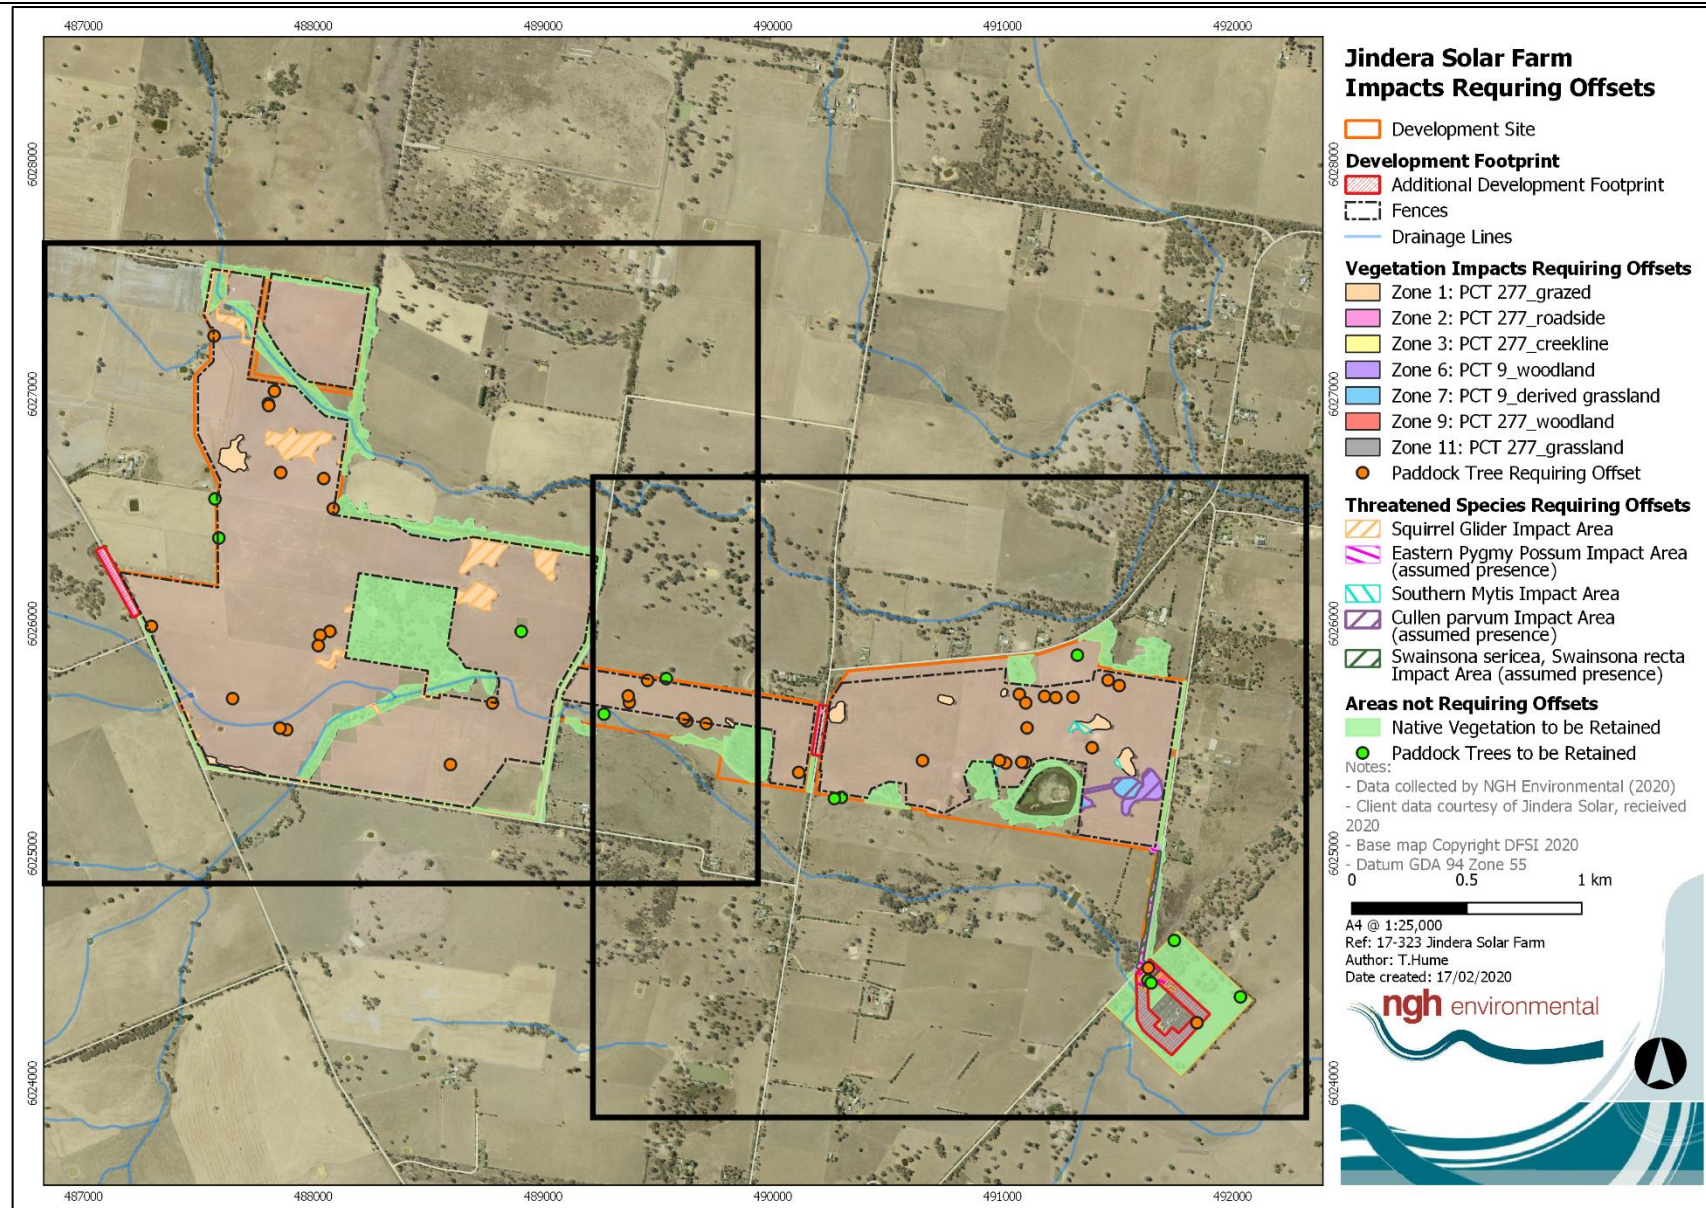 487000 488000 489000 490000 491000 492000
6028000 6028000
6027000 6027000
6026000 6026000
6025000 6025000
6024000 6024000
487000 488000 489000 490000 491000 492000
Jindera Solar Farm
Impacts Requring Offsets
Development Site
Development Footprint
Additional Development Footprint
Fences
Drainage Lines
Vegetation Impacts Requiring Offsets
Zone 1: PCT 277_grazed
Zone 2: PCT 277_roadside
Zone 3: PCT 277_creekline
Zone 6: PCT 9_woodland
Zone 7: PCT 9_derived grassland
Zone 9: PCT 277_woodland
Zone 11: PCT 277_grassland
Paddock Tree Requiring Offset
Threatened Species Requiring Offsets
Squirrel Glider Impact Area
Eastern Pygmy Possum Impact Area
(assumed presence)
Southern Mytis Impact Area
Cullen parvum Impact Area
(assumed presence)
Swainsona sericea, Swainsona recta
Impact Area (assumed presence)
Areas not Requiring Offsets
Native Vegetation to be Retained
Paddock Trees to be Retained
Notes:
- Data collected by NGH Environmental (2020)
- Client data courtesy of Jindera Solar, recieived
2020
- Base map Copyright DFSI 2020
- Datum GDA 94 Zone 55
0 0.5 1 km
A4 @ 1:25,000
Ref: 17-323 Jindera Solar Farm
Author: T.Hume
Date created: 17/02/2020
ngh environmental